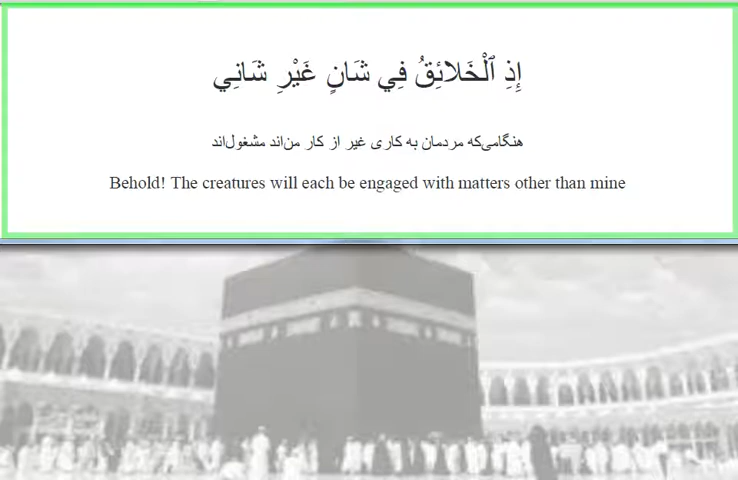 إِذِ ٱلْخَلائِقُ فِي شَانٍ غَيْرِ شَانِي
هنگامی‌که مردمان به کاری غیر از کار من‌اند مشغول‌اند
Behold! The creatures will each be engaged with matters other than mine